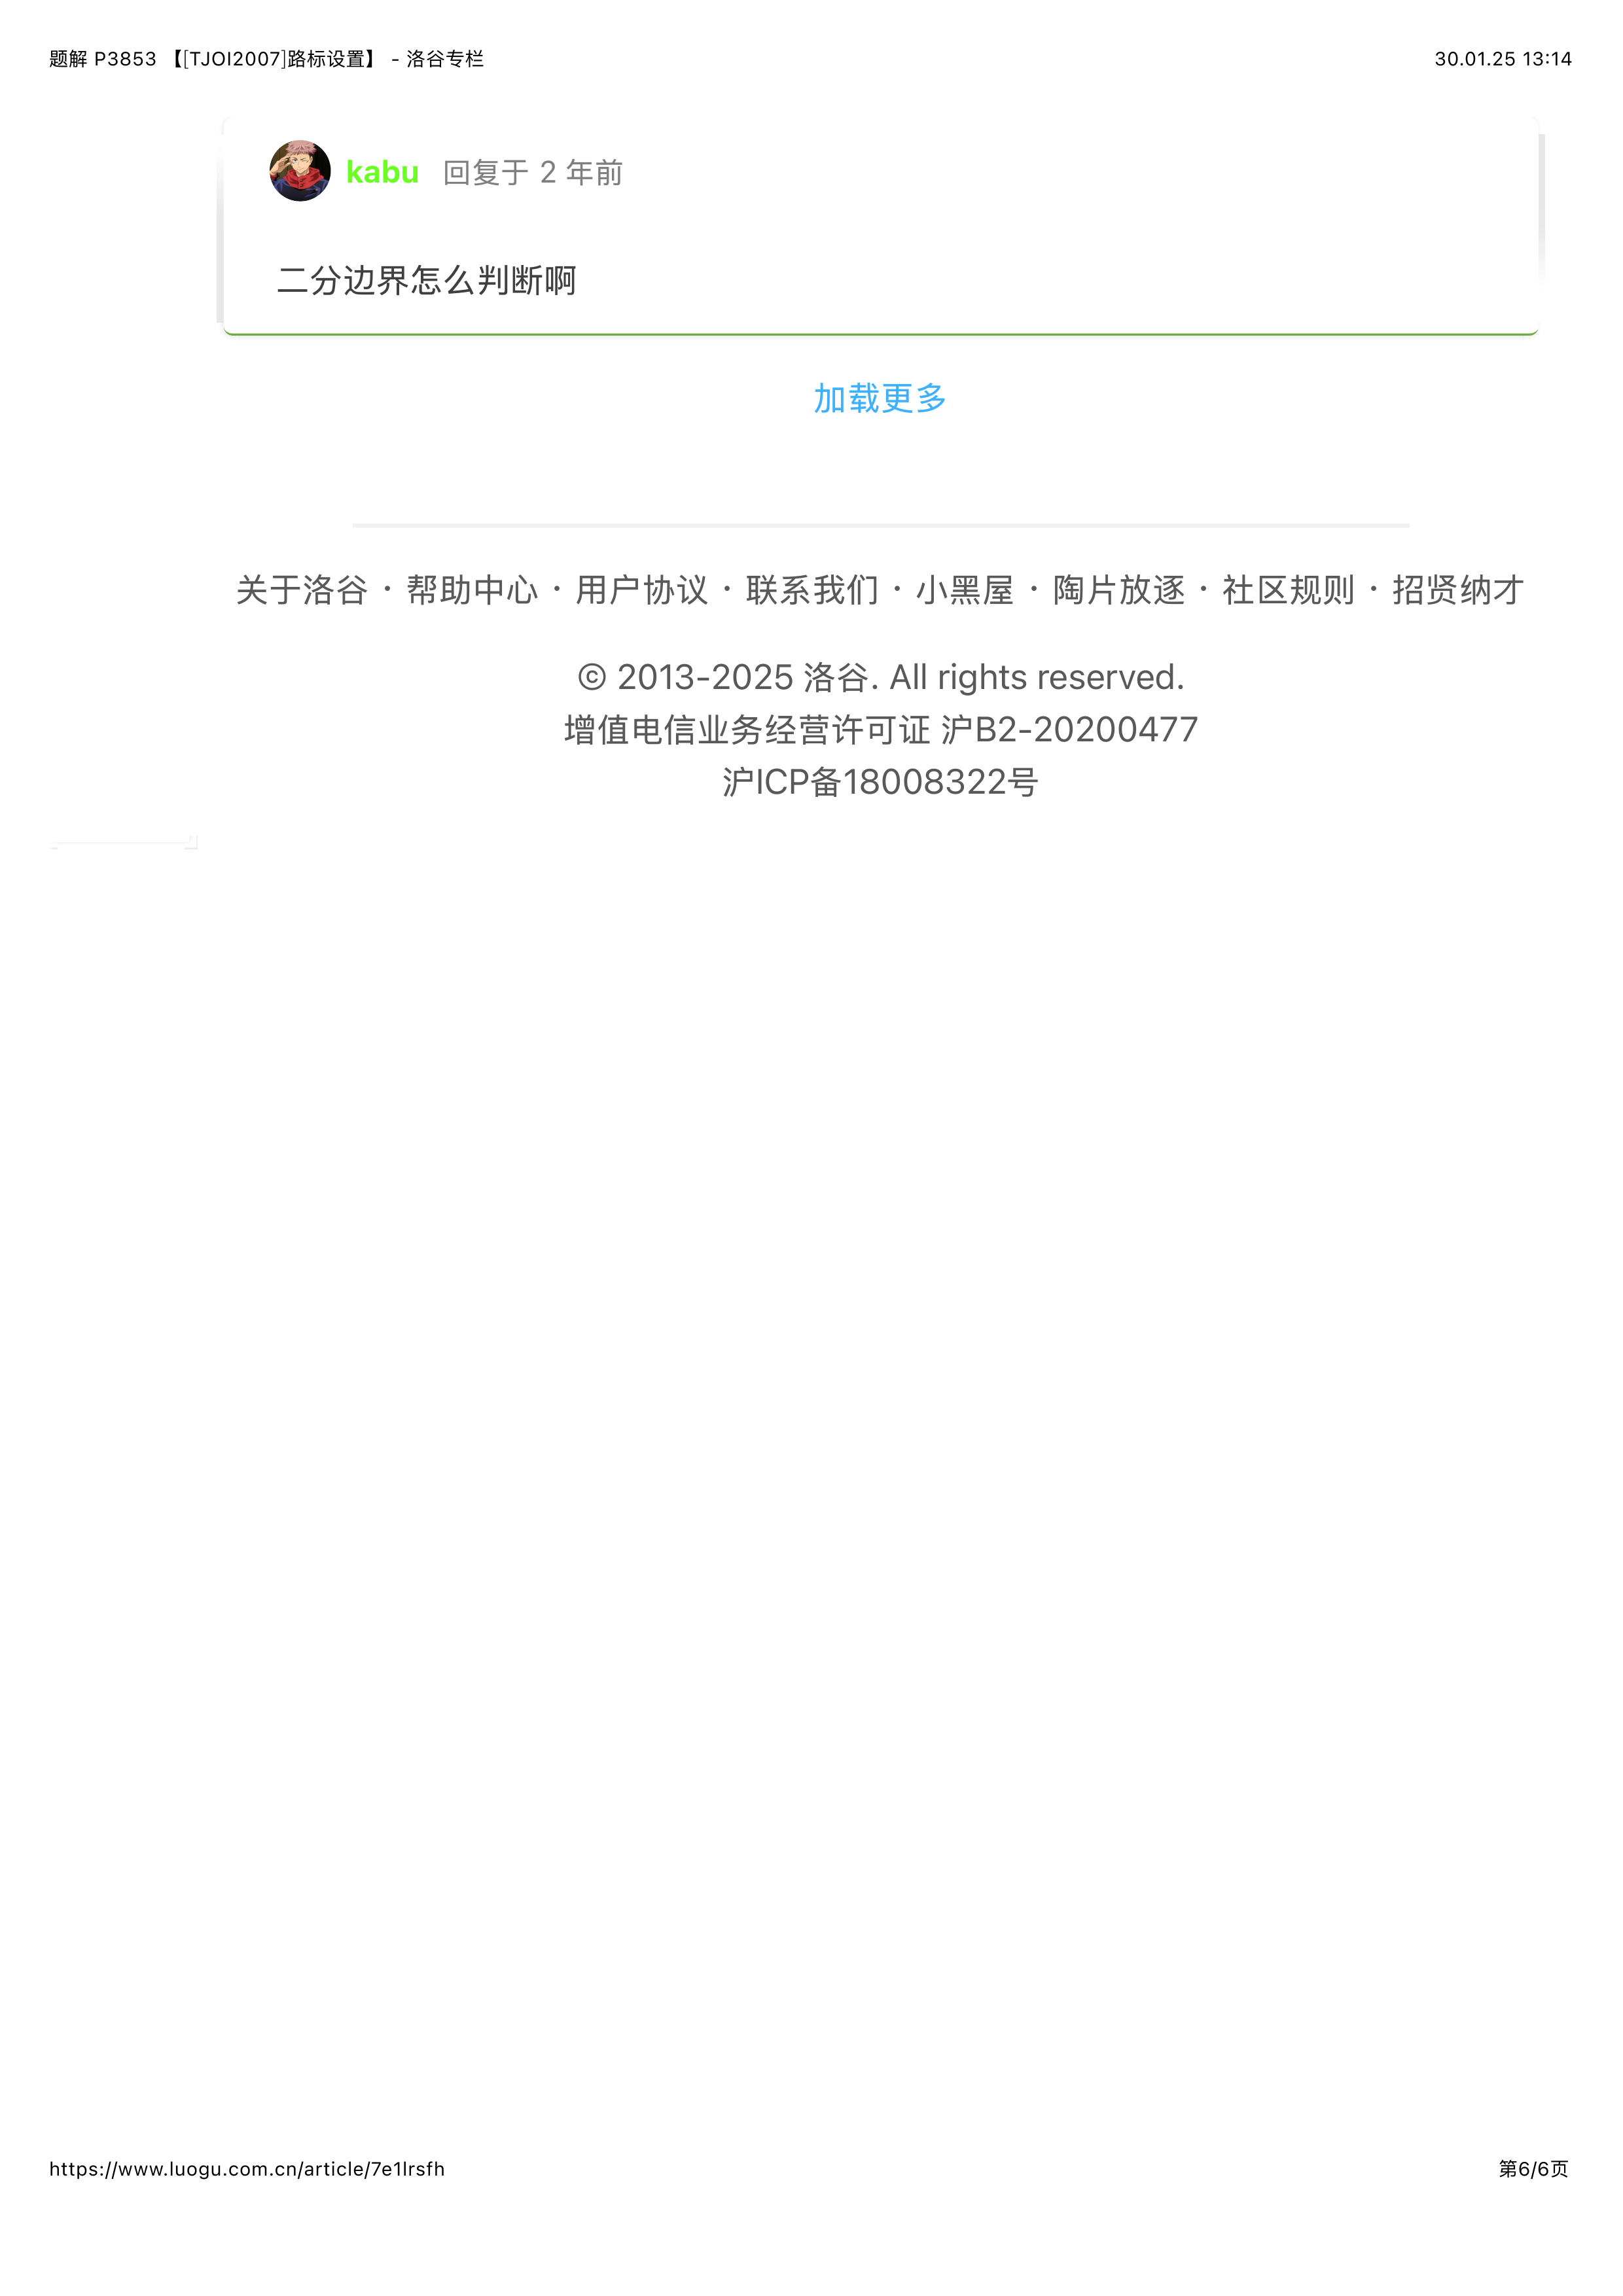 题解 P3853 【[TJOI2007]路标设置】 - 洛谷专栏
30.01.25 13:14
kabu 回复于 2 年前
二分边界怎么判断啊
加载更多
关于洛谷 · 帮助中心 · 用户协议 · 联系我们 · 小黑屋 · 陶片放逐 · 社区规则 · 招贤纳才
© 2013-2025 洛谷. All rights reserved.
增值电信业务经营许可证 沪B2-20200477
沪ICP备18008322号
https://www.luogu.com.cn/article/7e1lrsfh
第6/6页